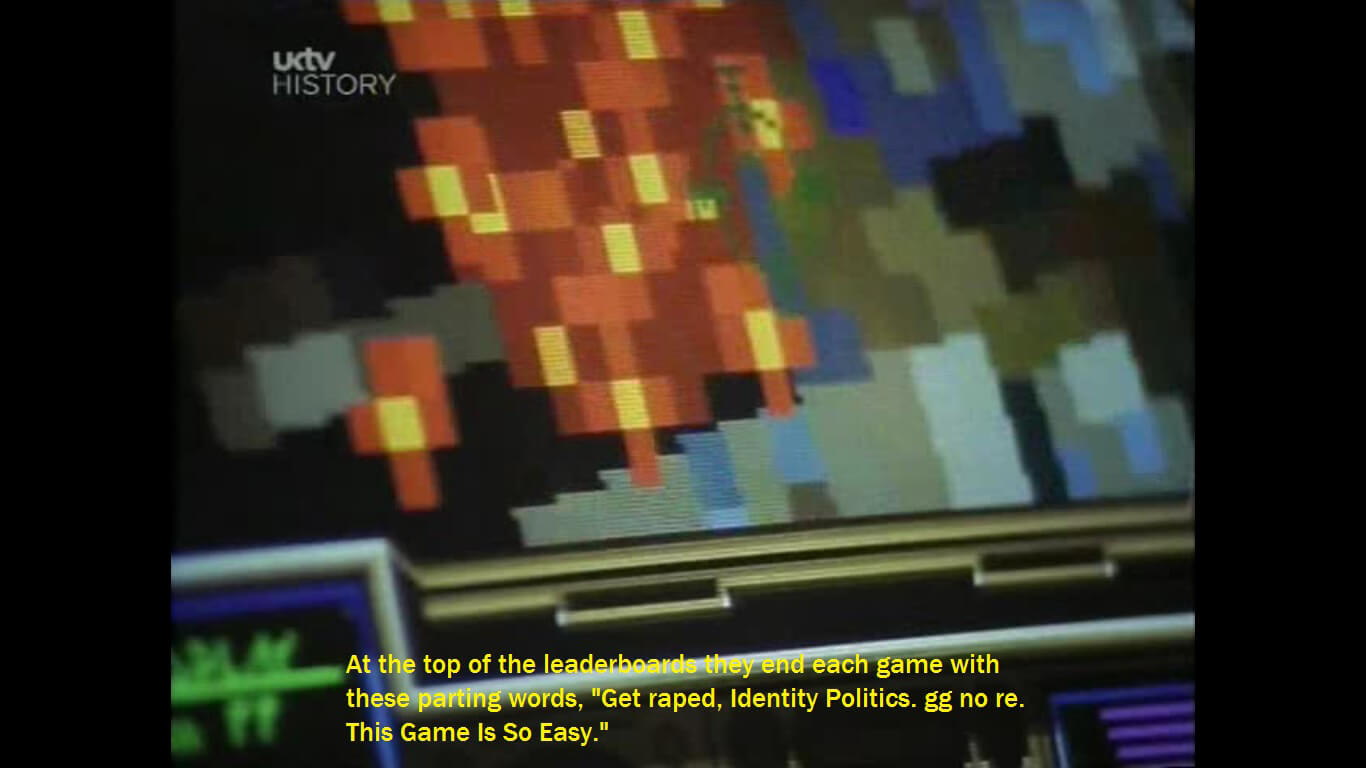 uktv
HISTORY
At the top of the leaderboards they end each game with
these parting words, "Get raped, Identity Politics. gg no re.
This Game Is So Easy."